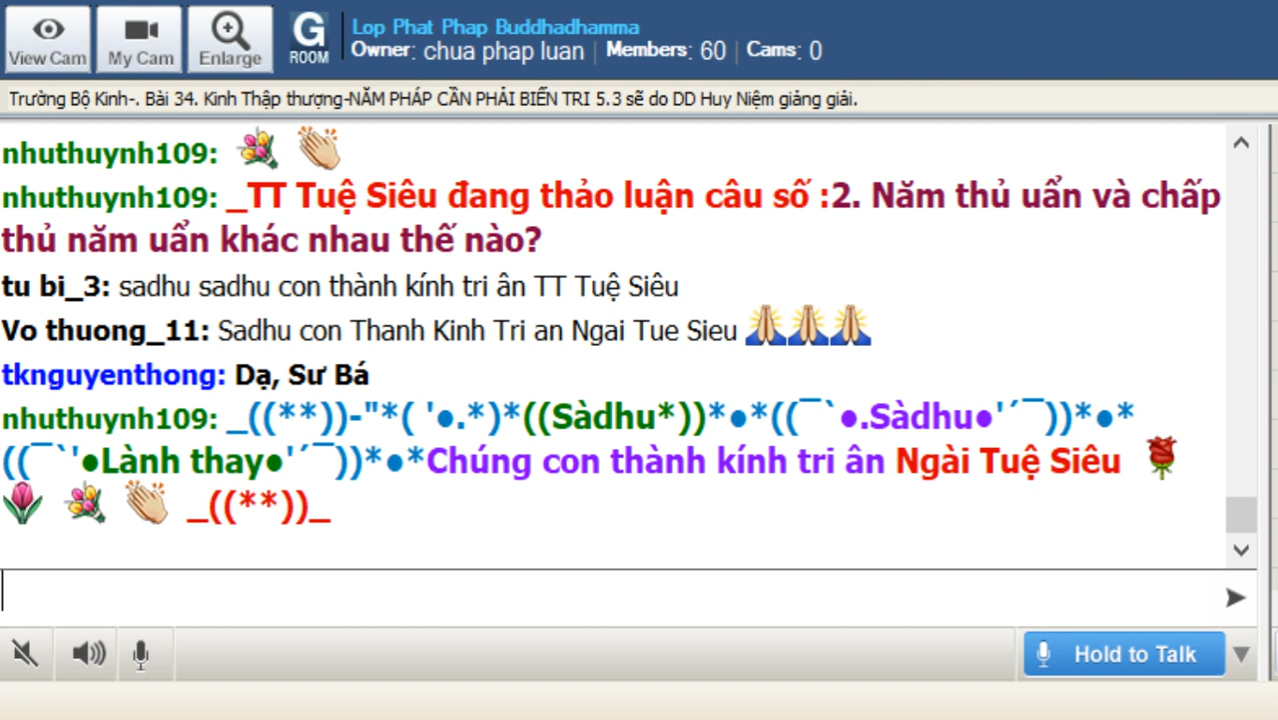 Lop Phat Phap Buddhadhamma
View Cam My Cam Enlarge G ROOM Owner: chua phap luan | Members: 60 | Cams: 0
Trường Bộ Kinh-. Bài 34. Kinh Thập thượng-NĂM PHÁP CẦN PHẢI BIẾN TRI 5.3 sẽ do DD Huy Niệm giảng giải.
nhuthuynh109:
nhuthuynh109: _TT Tuệ Siêu đang thảo luận câu số :2. Năm thủ uẩn và chấp
thủ năm uẩn khác nhau thế nào?
tu bi_3: sadhu sadhu con thành kính tri ân TT Tuệ Siêu
Vo thuong_11: Sadhu con Thanh Kinh Tri an Ngai Tue Sieu 🙏🙏🙏
tknguyenthong: Dạ, Sư Bá
nhuthuynh109: _((**))-"*( '●.*)*((Sàdhu*))*●*((¯`●.Sàdhu●'´¯))*●*
((¯`'●Lành thay●'´¯))*●*Chúng con thành kính tri ân Ngài Tuệ Siêu
_((**))_
Hold to Talk